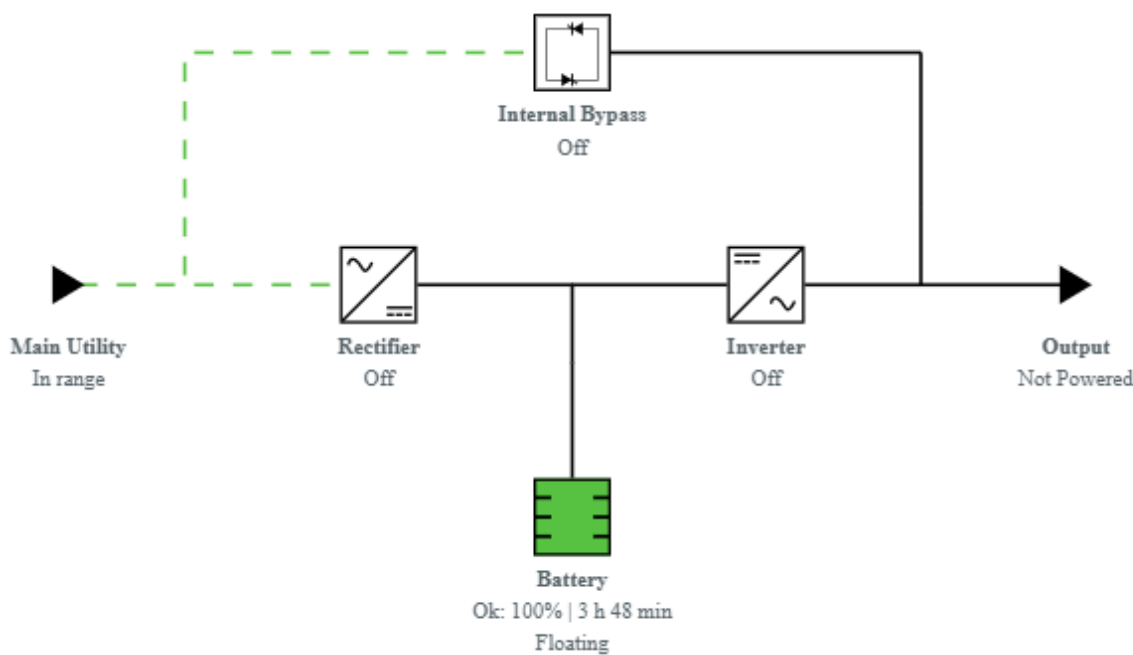 Internal Bypass
Off
Main Utility
In range
Rectifier
Off
Inverter
Off
Output
Not Powered
Battery
Ok: 100% | 3 h 48 min
Floating